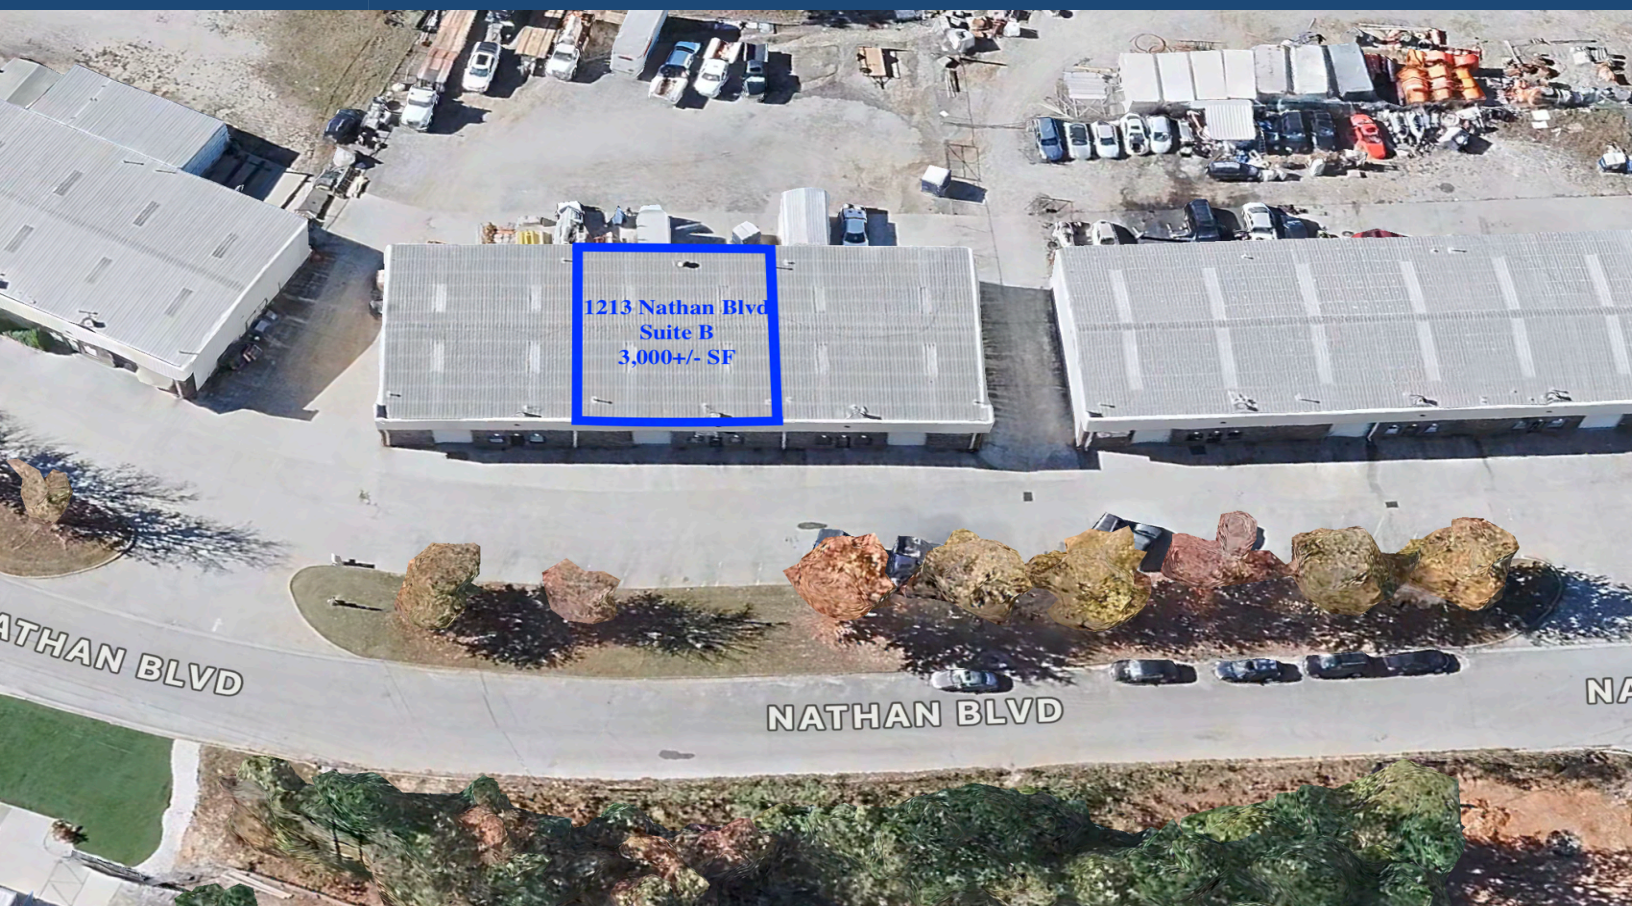 1213 Nathan Blvd
Suite B
3,000+/- SF
ATHAN BLVD
NATHAN BLVD
NA